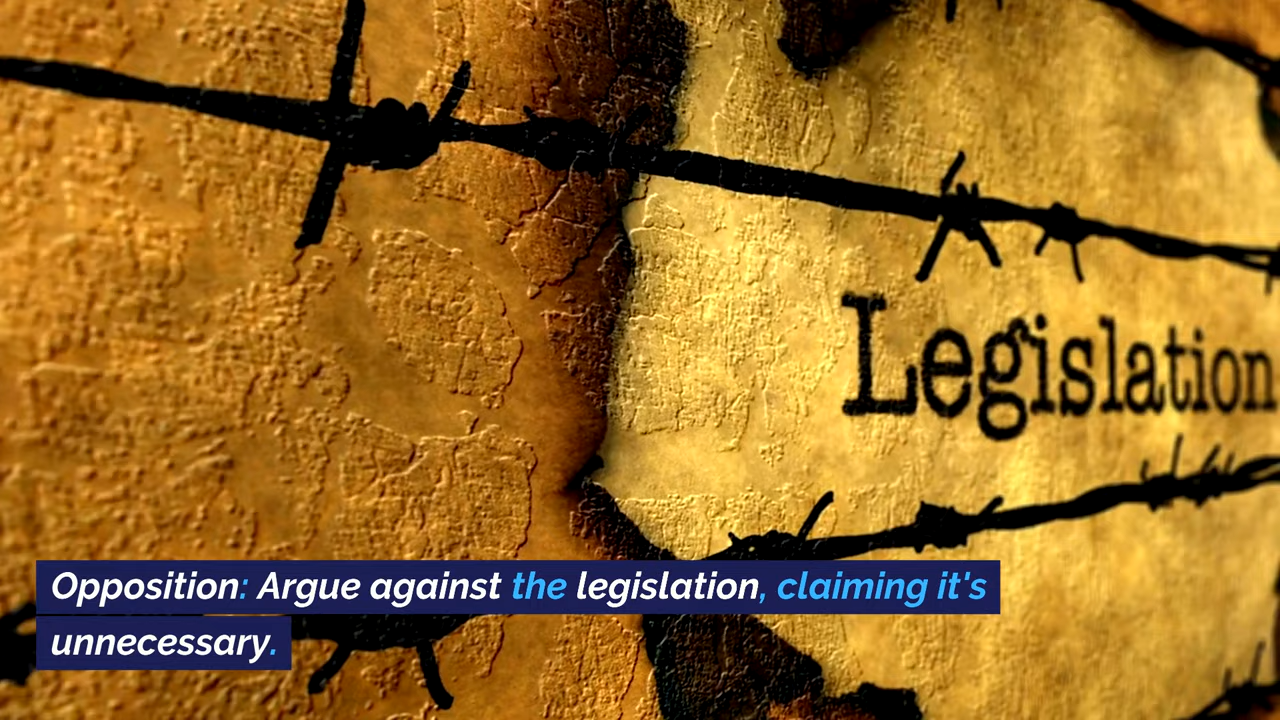 Legislation
Opposition: Argue against the legislation, claiming it's
unnecessary.